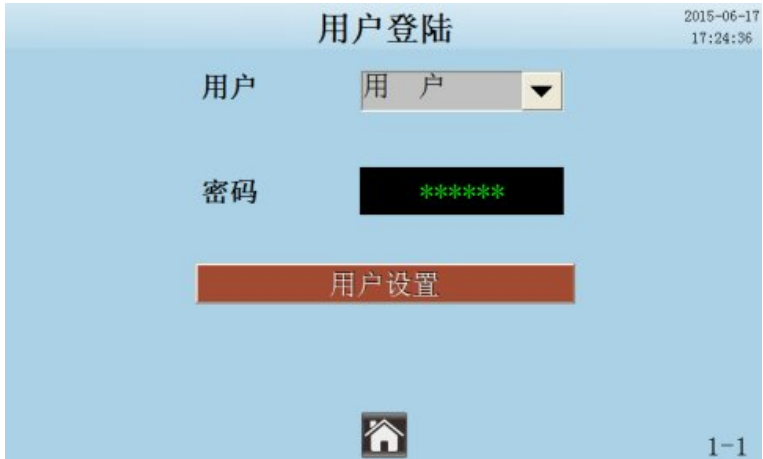 用户登陆
2015-06-17
17:24:36
用户 用 户
密码 ******
用户设置
1-1